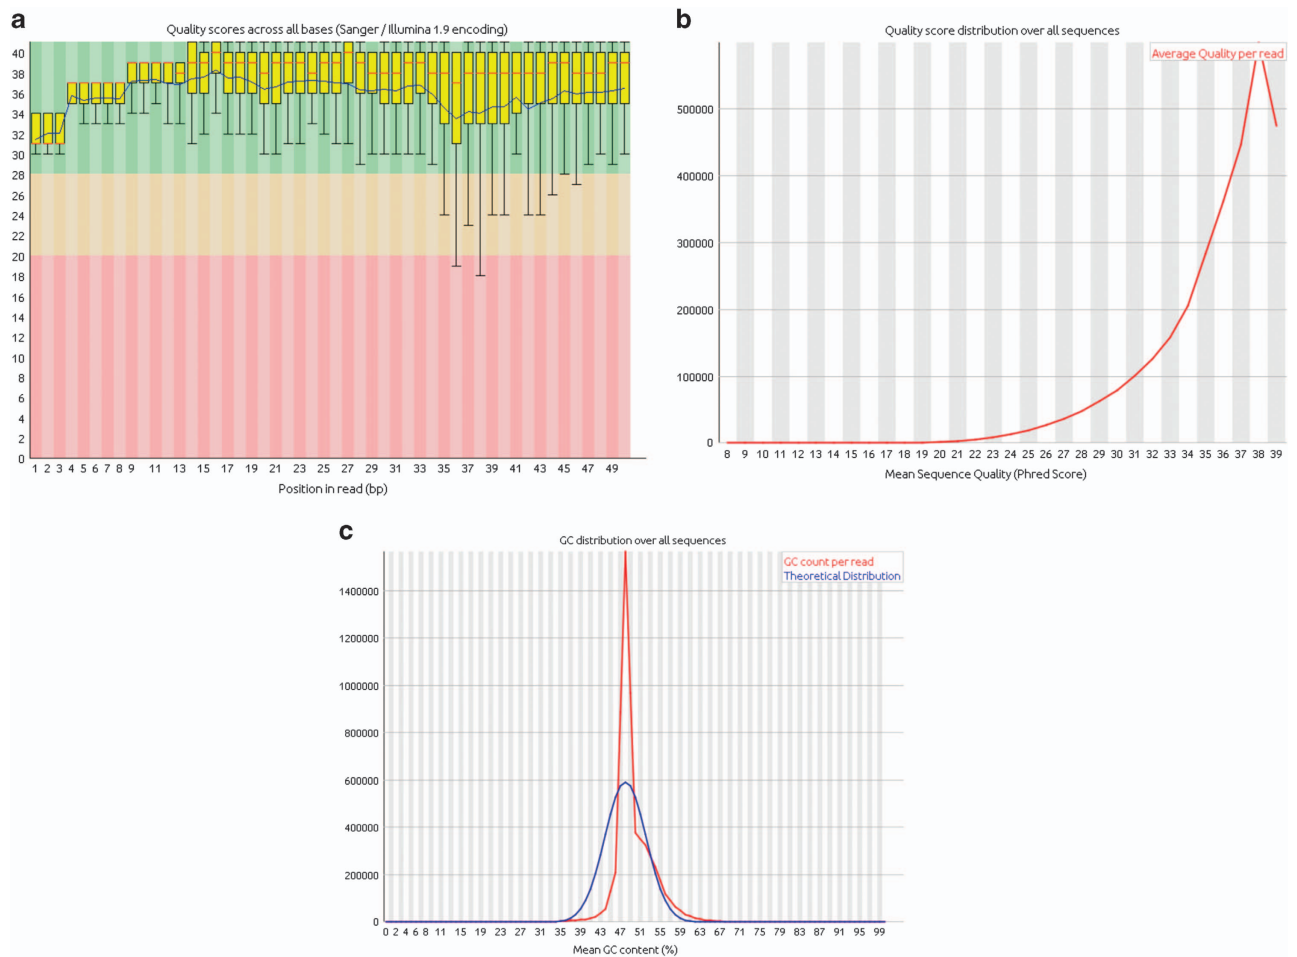 a
Quality scores across all bases (Sanger / Illumina 1.9 encoding)
40
38
36
34
32
30
28
26
24
22
20
18
16
14
12
10
8
6
4
2
0
1 2 3 4 5 6 7 8 9 11 13 15 17 19 21 23 25 27 29 31 33 35 37 39 41 43 45 47 49
Position in read (bp)
b
Quality score distribution over all sequences
Average Quality per read
500000
400000
300000
200000
100000
0
8 9 10 11 12 13 14 15 16 17 18 19 20 21 22 23 24 25 26 27 28 29 30 31 32 33 34 35 36 37 38 39
Mean Sequence Quality (Phred Score)
c
GC distribution over all sequences
GC count per read
Theoretical Distribution
1400000
1200000
1000000
800000
600000
400000
200000
0
0 2 4 6 8 11 15 19 23 27 31 35 39 43 47 51 55 59 63 67 71 75 79 83 87 91 95 99
Mean GC content (%)